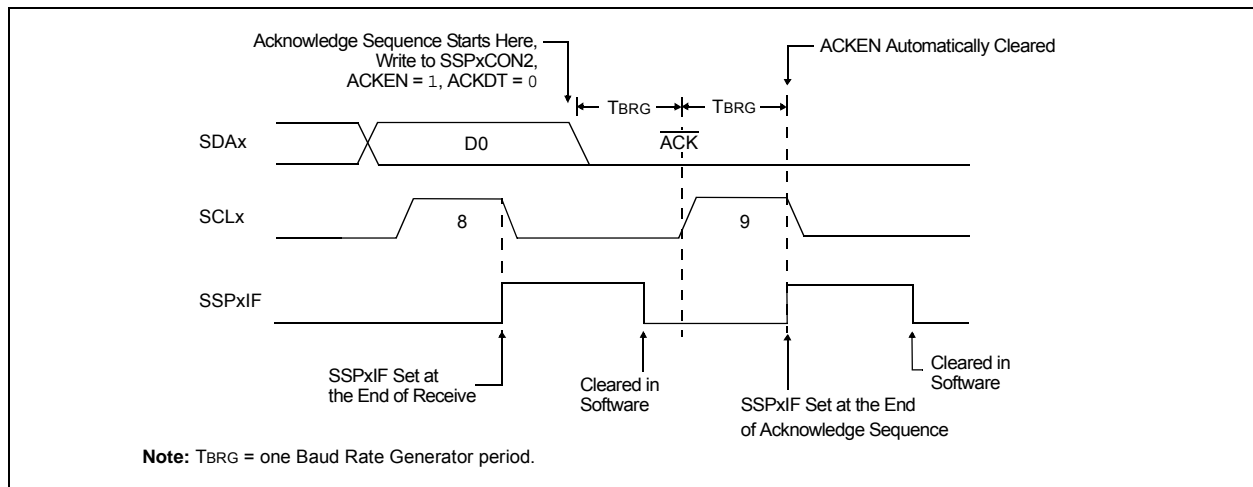 Acknowledge Sequence Starts Here,
Write to SSPxCON2,
ACKEN = 1, ACKDT = 0
ACKEN Automatically Cleared
TBRG
TBRG
SDAx
D0
ACK
SCLx
8
9
SSPxIF
SSPxIF Set at
the End of Receive
Cleared in
Software
SSPxIF Set at the End
of Acknowledge Sequence
Cleared in
Software
Note: TBRG = one Baud Rate Generator period.